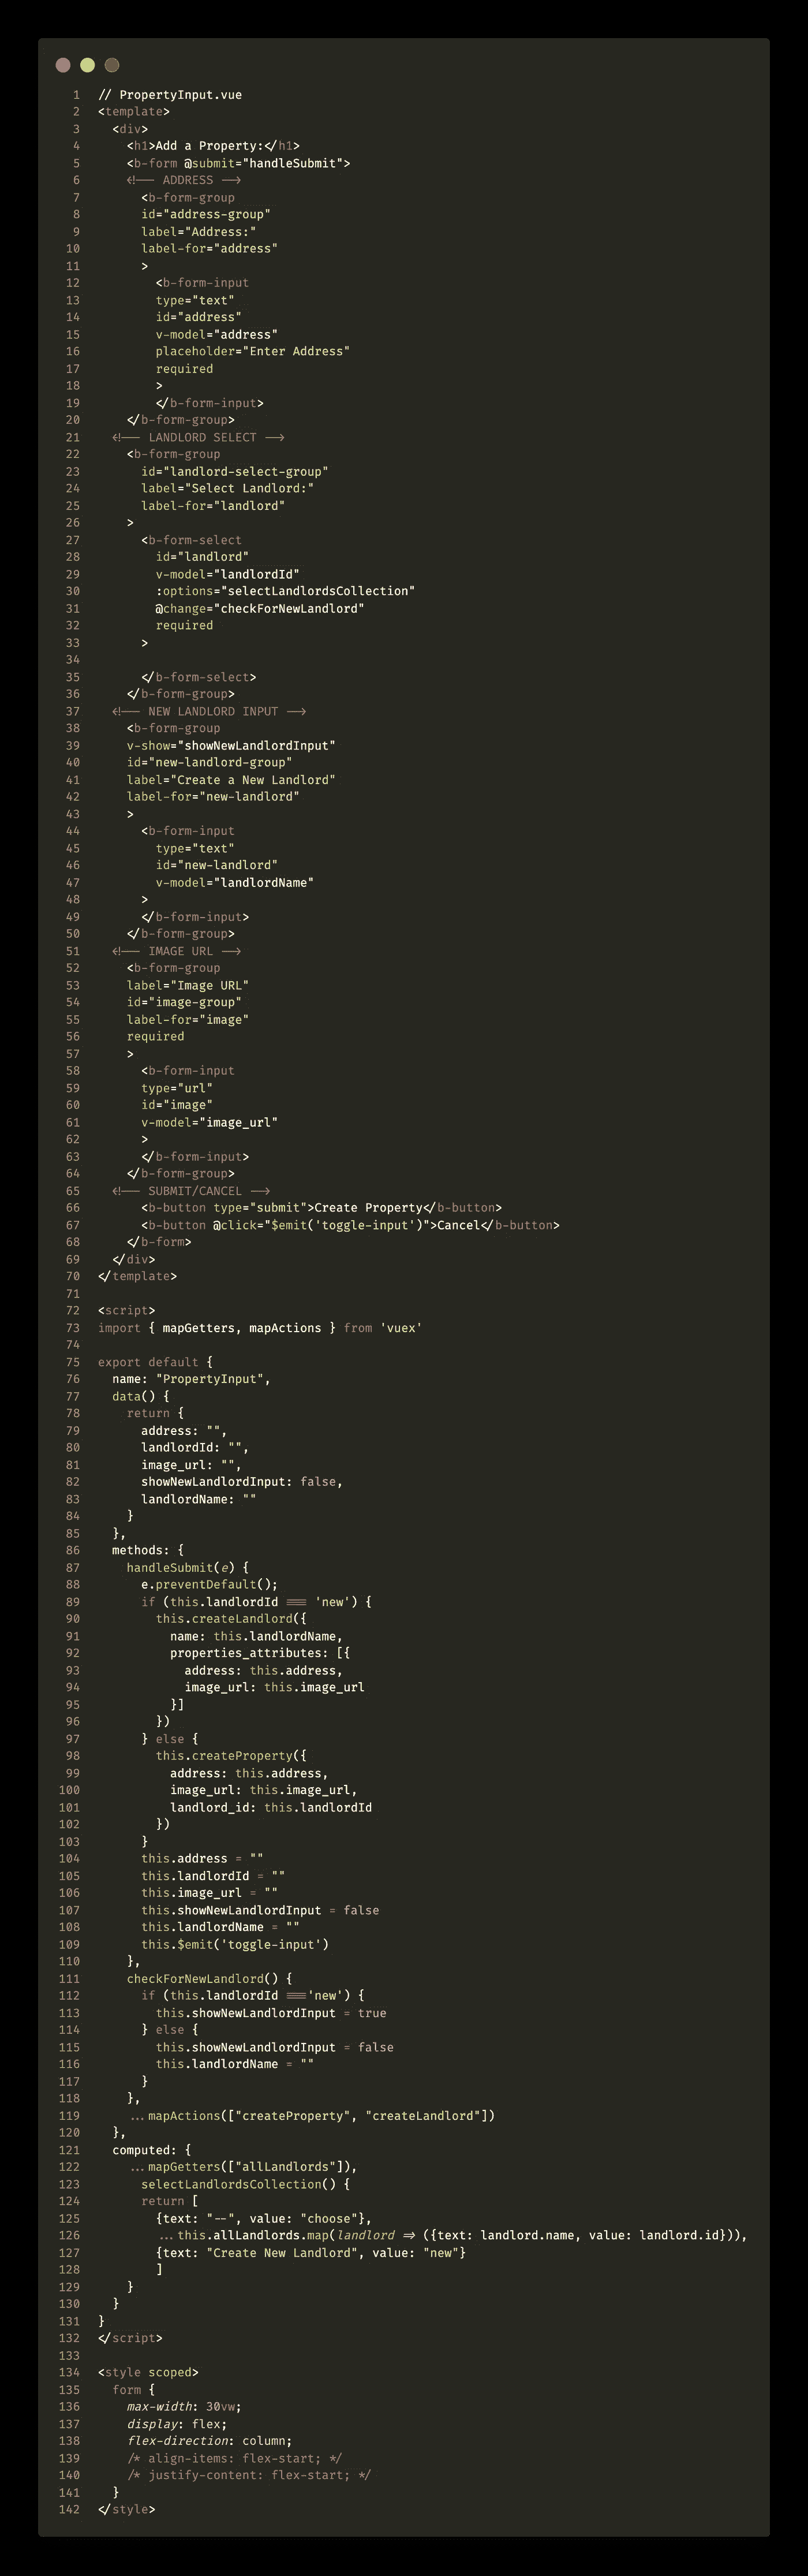 1 // PropertyInput.vue
2 <template>
3   <div>
4     <h1>Add a Property:</h1>
5     <b-form @submit="handleSubmit">
6     <!-- ADDRESS -->
7       <b-form-group
8       id="address-group"
9       label="Address:"
10       label-for="address"
11       >
12         <b-form-input
13         type="text"
14         id="address"
15         v-model="address"
16         placeholder="Enter Address"
17         required
18         >
19         </b-form-input>
20     </b-form-group>
21   <!-- LANDLORD SELECT -->
22     <b-form-group
23       id="landlord-select-group"
24       label="Select Landlord:"
25       label-for="landlord"
26     >
27       <b-form-select
28         id="landlord"
29         v-model="landlordId"
30         :options="selectLandlordsCollection"
31         @change="checkForNewLandlord"
32         required
33       >
34
35       </b-form-select>
36     </b-form-group>
37   <!-- NEW LANDLORD INPUT -->
38     <b-form-group
39     v-show="showNewLandlordInput"
40     id="new-landlord-group"
41     label="Create a New Landlord"
42     label-for="new-landlord"
43     >
44       <b-form-input
45         type="text"
46         id="new-landlord"
47         v-model="landlordName"
48       >
49       </b-form-input>
50     </b-form-group>
51   <!-- IMAGE URL -->
52     <b-form-group
53     label="Image URL"
54     id="image-group"
55     label-for="image"
56     required
57     >
58       <b-form-input
59       type="url"
60       id="image"
61       v-model="image_url"
62       >
63       </b-form-input>
64     </b-form-group>
65   <!-- SUBMIT/CANCEL -->
66       <b-button type="submit">Create Property</b-button>
67       <b-button @click="$emit('toggle-input')">Cancel</b-button>
68     </b-form>
69   </div>
70 </template>
71
72 <script>
73 import { mapGetters, mapActions } from 'vuex'
74
75 export default {
76   name: "PropertyInput",
77   data() {
78     return {
79       address: "",
80       landlordId: "",
81       image_url: "",
82       showNewLandlordInput: false,
83       landlordName: ""
84     }
85   },
86   methods: {
87     handleSubmit(e) {
88       e.preventDefault();
89       if (this.landlordId === 'new') {
90         this.createLandlord({
91           name: this.landlordName,
92           properties_attributes: [{
93             address: this.address,
94             image_url: this.image_url
95           }]
96         })
97       } else {
98         this.createProperty({
99           address: this.address,
100           image_url: this.image_url,
101           landlord_id: this.landlordId
102         })
103       }
104       this.address = ""
105       this.landlordId = ""
106       this.image_url = ""
107       this.showNewLandlordInput = false
108       this.landlordName = ""
109       this.$emit('toggle-input')
110     },
111     checkForNewLandlord() {
112       if (this.landlordId ==='new') {
113         this.showNewLandlordInput = true
114       } else {
115         this.showNewLandlordInput = false
116         this.landlordName = ""
117       }
118     },
119     ...mapActions(["createProperty", "createLandlord"])
120   },
121   computed: {
122     ...mapGetters(["allLandlords"]),
123       selectLandlordsCollection() {
124       return [
125         {text: "--", value: "choose"},
126         ...this.allLandlords.map(landlord => ({text: landlord.name, value: landlord.id})),
127         {text: "Create New Landlord", value: "new"}
128         ]
129     }
130   }
131 }
132 </script>
133
134 <style scoped>
135   form {
136     max-width: 30vw;
137     display: flex;
138     flex-direction: column;
139     /* align-items: flex-start; */
140     /* justify-content: flex-start; */
141   }
142 </style>